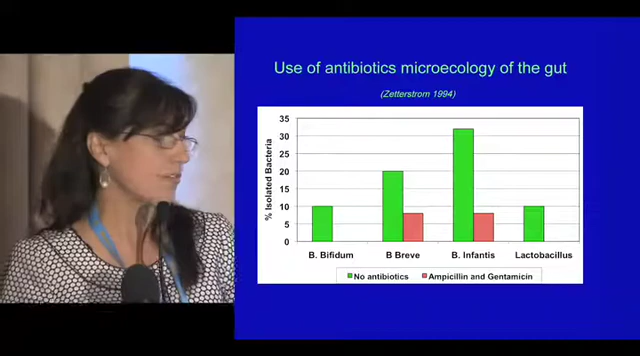 Use of antibiotics microecology of the gut
(Zetterstrom 1994)
% Isolated Bacteria
35
30
25
20
15
10
5
0
B. Bifidum B Breve B. Infantis Lactobacillus
No antibiotics Ampicillin and Gentamicin